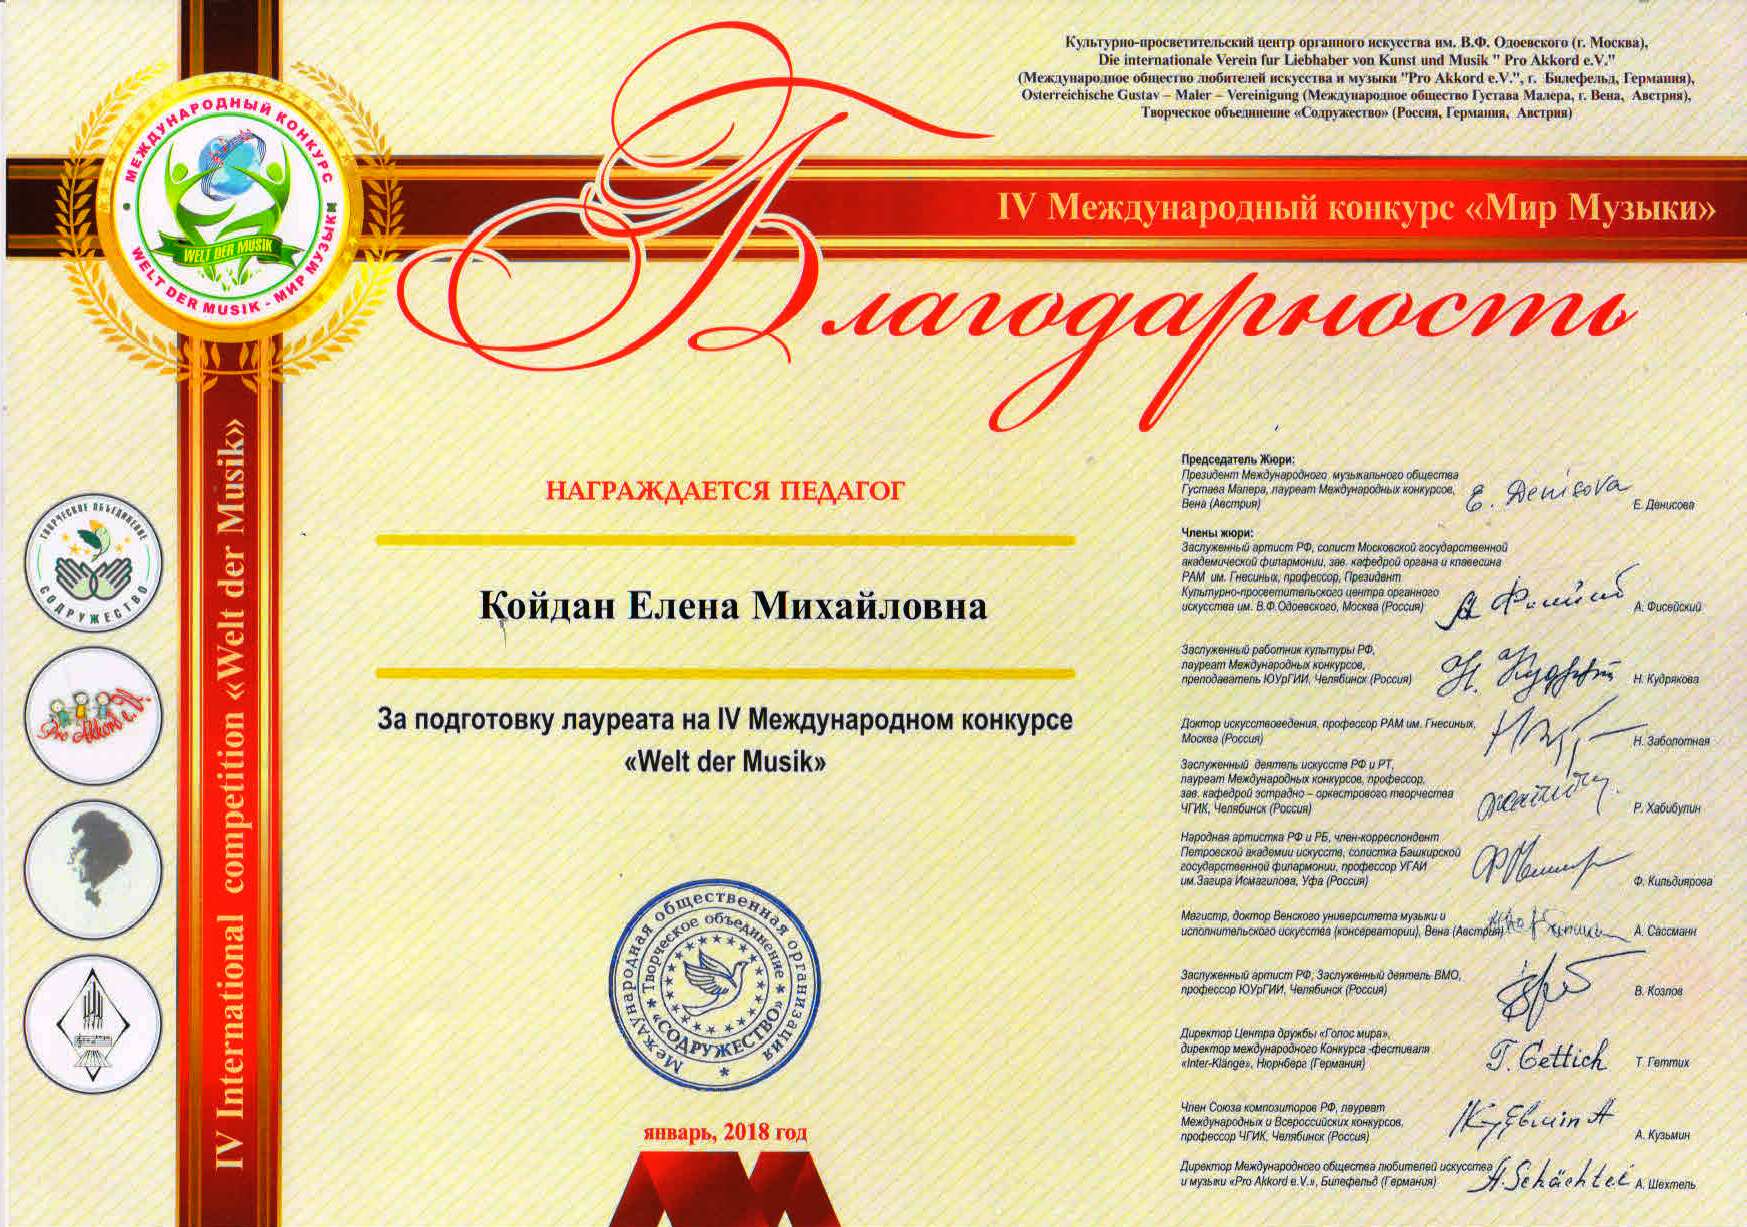 Культурно-просветительский центр органного искусства им. В.Ф. Одоевского (г. Москва),
Die internationale Verein fur Liebhaber von Kunst und Musik " Pro Akkord e.V."
(Международное общество любителей искусства и музыки "Pro Akkord e.V.", г. Билефельд, Германия),
Osterreichische Gustav – Maler – Vereinigung (Международное общество Густава Малера, г. Вена, Австрия),
Творческое объединение «Содружество» (Россия, Германия, Австрия)
МЕЖДУНАРОДНЫЙ КОНКУРС
WELT DER MUSIK
WELT DER MUSIK - МИР МУЗЫКИ
IV Международный конкурс «Мир Музыки»
Благодарность
IV International competition «Welt der Musik»
ТВОРЧЕСКОЕ ОБЪЕДИНЕНИЕ
СОДРУЖЕСТВО
Pro Akkord e.V.
НАГРАЖДАЕТСЯ ПЕДАГОГ
Койдан Елена Михайловна
За подготовку лауреата на IV Международном конкурсе
«Welt der Musik»
Международная общественная организация
Творческое объединение
«СОДРУЖЕСТВО»
январь, 2018 год
Председатель Жюри:
Президент Международного музыкального общества
Густава Малера, лауреат Международных конкурсов,
Вена (Австрия)
E. Denisova
Е. Денисова
Члены жюри:
Заслуженный артист РФ, солист Московской государственной
академической филармонии, зав. кафедрой органа и клавесина
РАМ им. Гнесиных, профессор, Президент
Культурно-просветительского центра органного
искусства им. В.Ф.Одоевского, Москва (Россия)
А. Фисейский
Заслуженный работник культуры РФ,
лауреат Международных конкурсов,
преподаватель ЮУрГИИ, Челябинск (Россия)
Н. Кудрякова
Доктор искусствоведения, профессор РАМ им. Гнесиных,
Москва (Россия)
Н. Заболотная
Заслуженный деятель искусств РФ и РТ,
лауреат Международных конкурсов, профессор,
зав. кафедрой эстрадно – оркестрового творчества
ЧГИК, Челябинск (Россия)
Р. Хабибулин
Народная артистка РФ и РБ, член-корреспондент
Петровской академии искусств, солистка Башкирской
государственной филармонии, профессор УГАИ
им.Загира Исмагилова, Уфа (Россия)
Ф. Кильдиярова
Магистр, доктор Венского университета музыки и
исполнительского искусства (консерватории), Вена (Австрия)
А. Сассманн
Заслуженный артист РФ, Заслуженный деятель ВМО,
профессор ЮУрГИИ, Челябинск (Россия)
В. Козлов
Директор Центра дружбы «Голос мира»,
директор международного Конкурса -фестиваля
«Inter-Klänge», Нюрнберг (Германия)
T. Gettich
Т. Геттих
Член Союза композиторов РФ, лауреат
Международных и Всероссийских конкурсов,
профессор ЧГИК, Челябинск (Россия)
А. Кузьмин
Директор Международного общества любителей искусства
и музыки «Pro Akkord e.V.», Билефельд (Германия)
A. Schächtel
А. Шехтель